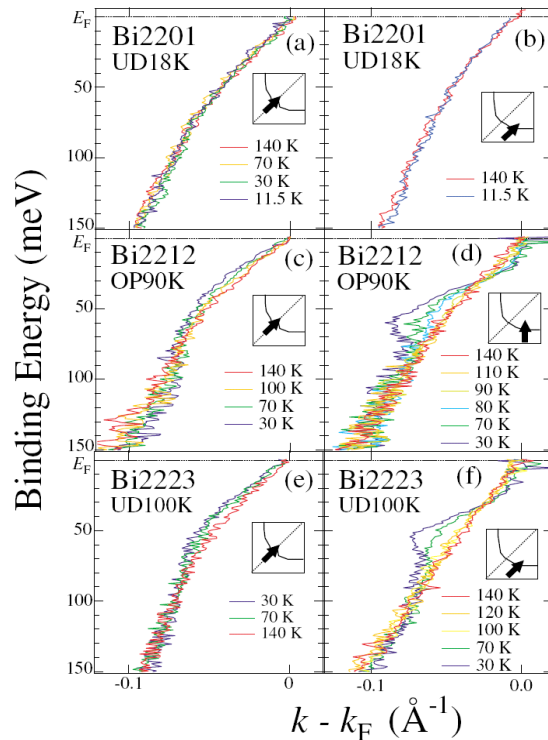 Binding Energy (meV)
E_F
50
100
150
Bi2201
UD18K
(a)
140 K
70 K
30 K
11.5 K
Bi2201
UD18K
(b)
140 K
11.5 K
E_F
50
100
150
Bi2212
OP90K
(c)
140 K
100 K
70 K
30 K
Bi2212
OP90K
(d)
140 K
110 K
90 K
80 K
70 K
30 K
E_F
50
100
150
Bi2223
UD100K
(e)
30 K
70 K
140 K
Bi2223
UD100K
(f)
140 K
120 K
100 K
70 K
30 K
-0.1
0
-0.1
0.0
k - k_F (Å⁻¹)